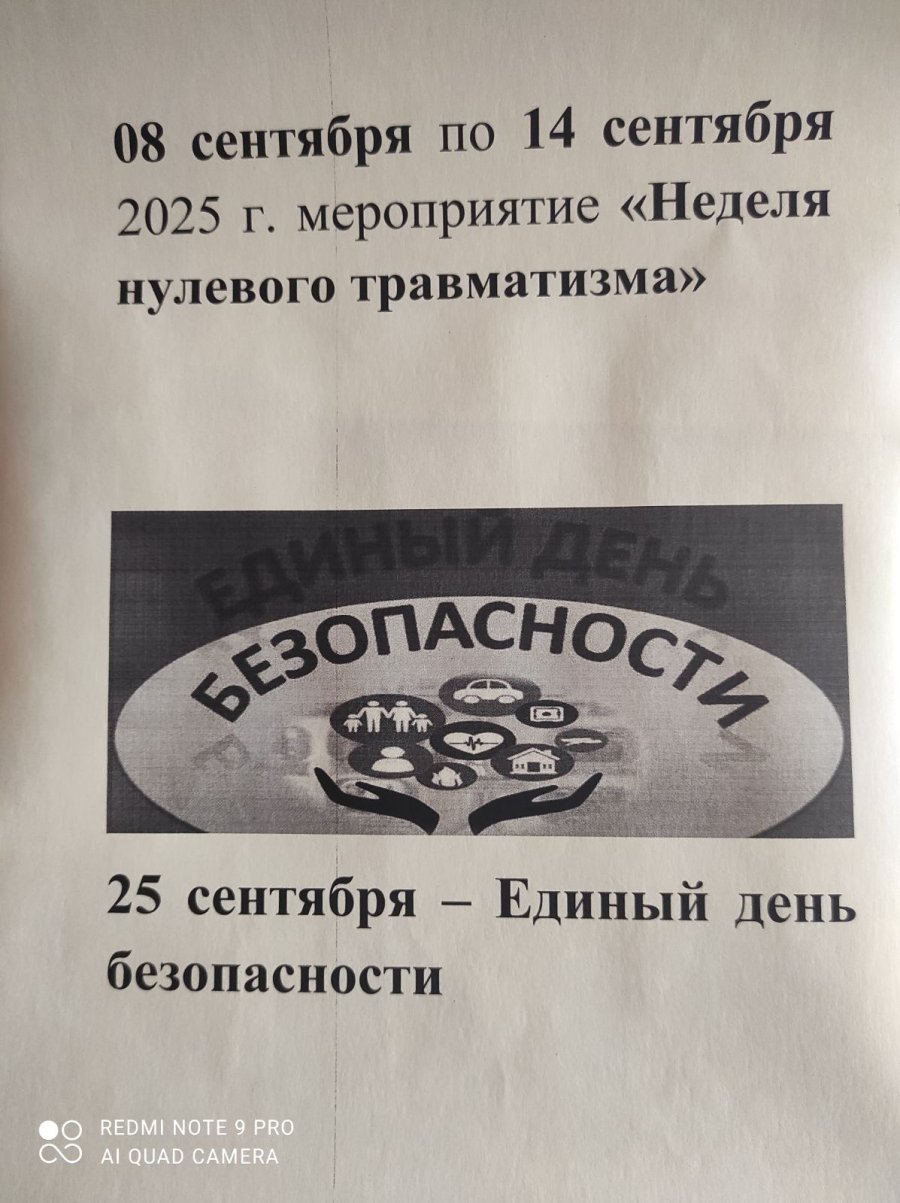 08 сентября по 14 сентября
2025 г. мероприятие «Неделя
нулевого травматизма»
ЕДИНЫЙ ДЕНЬ
БЕЗОПАСНОСТИ
25 сентября – Единый день
безопасности
REDMI NOTE 9 PRO
AI QUAD CAMERA